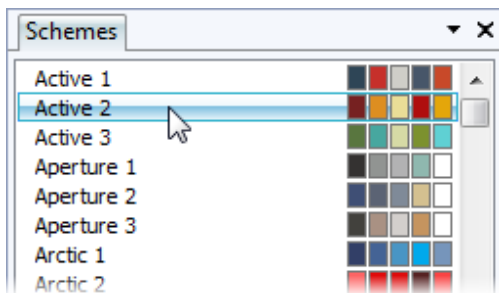 Schemes
Active 1
Active 2
Active 3
Aperture 1
Aperture 2
Aperture 3
Arctic 1
Arctic 2